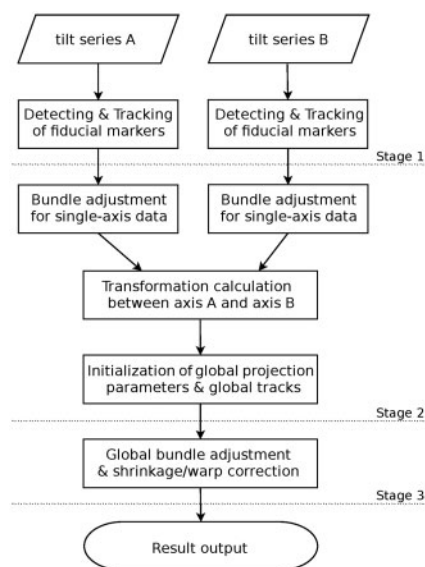 tilt series A
tilt series B
Detecting & Tracking
of fiducial markers
Detecting & Tracking
of fiducial markers
Stage 1
Bundle adjustment
for single-axis data
Bundle adjustment
for single-axis data
Transformation calculation
between axis A and axis B
Initialization of global projection
parameters & global tracks
Stage 2
Global bundle adjustment
& shrinkage/warp correction
Stage 3
Result output